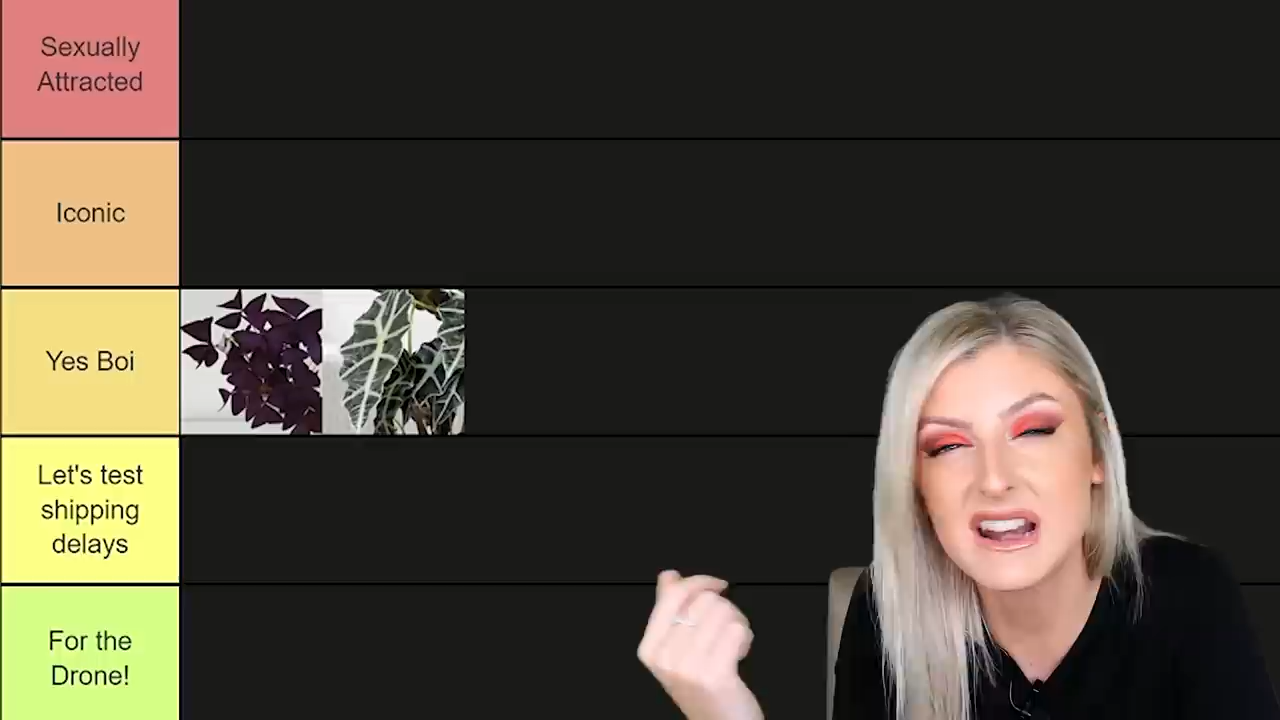 Sexually
Attracted
Iconic
Yes Boi
Let's test
shipping
delays
For the
Drone!